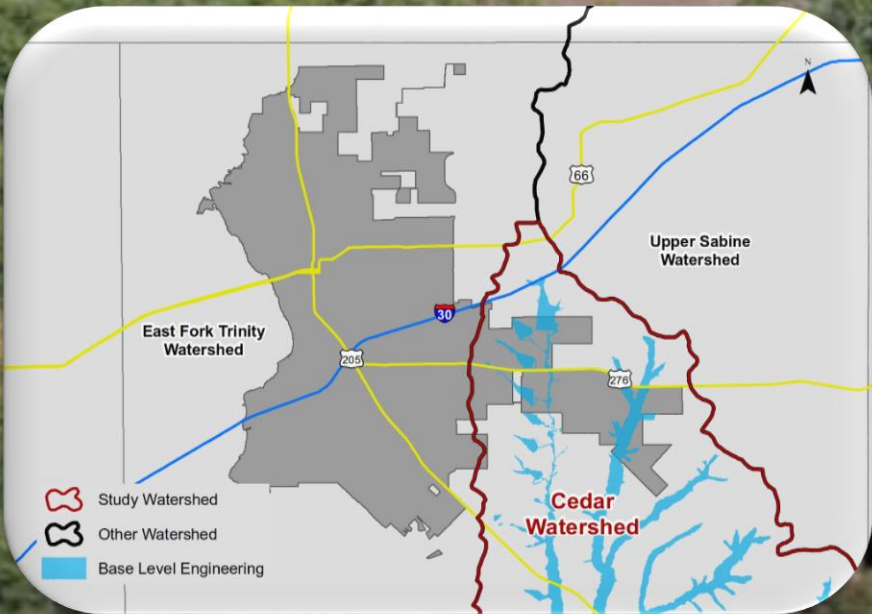 N
66
Upper Sabine
Watershed
30
East Fork Trinity
Watershed
205
276
Cedar
Watershed
Study Watershed
Other Watershed
Base Level Engineering